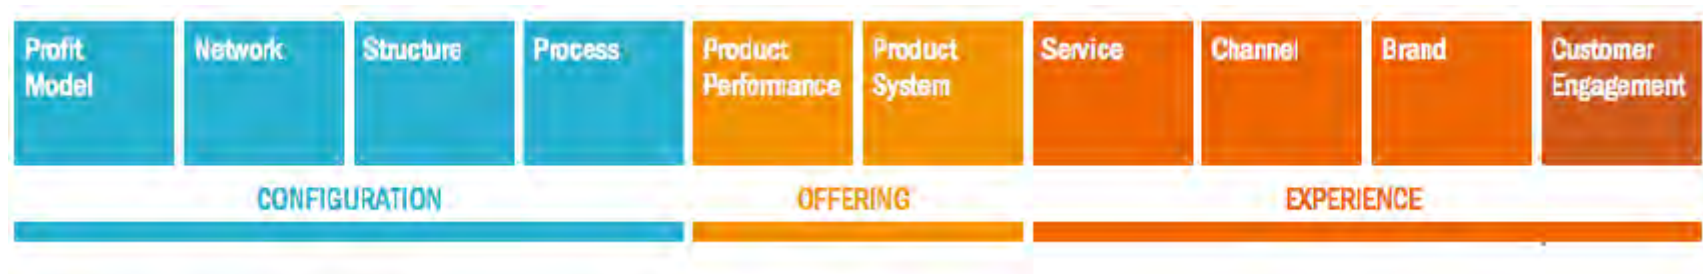 Profit
Model
Network
Structure
Process
Product
Performance
Product
System
Service
Channel
Brand
Customer
Engagement
CONFIGURATION
OFFERING
EXPERIENCE